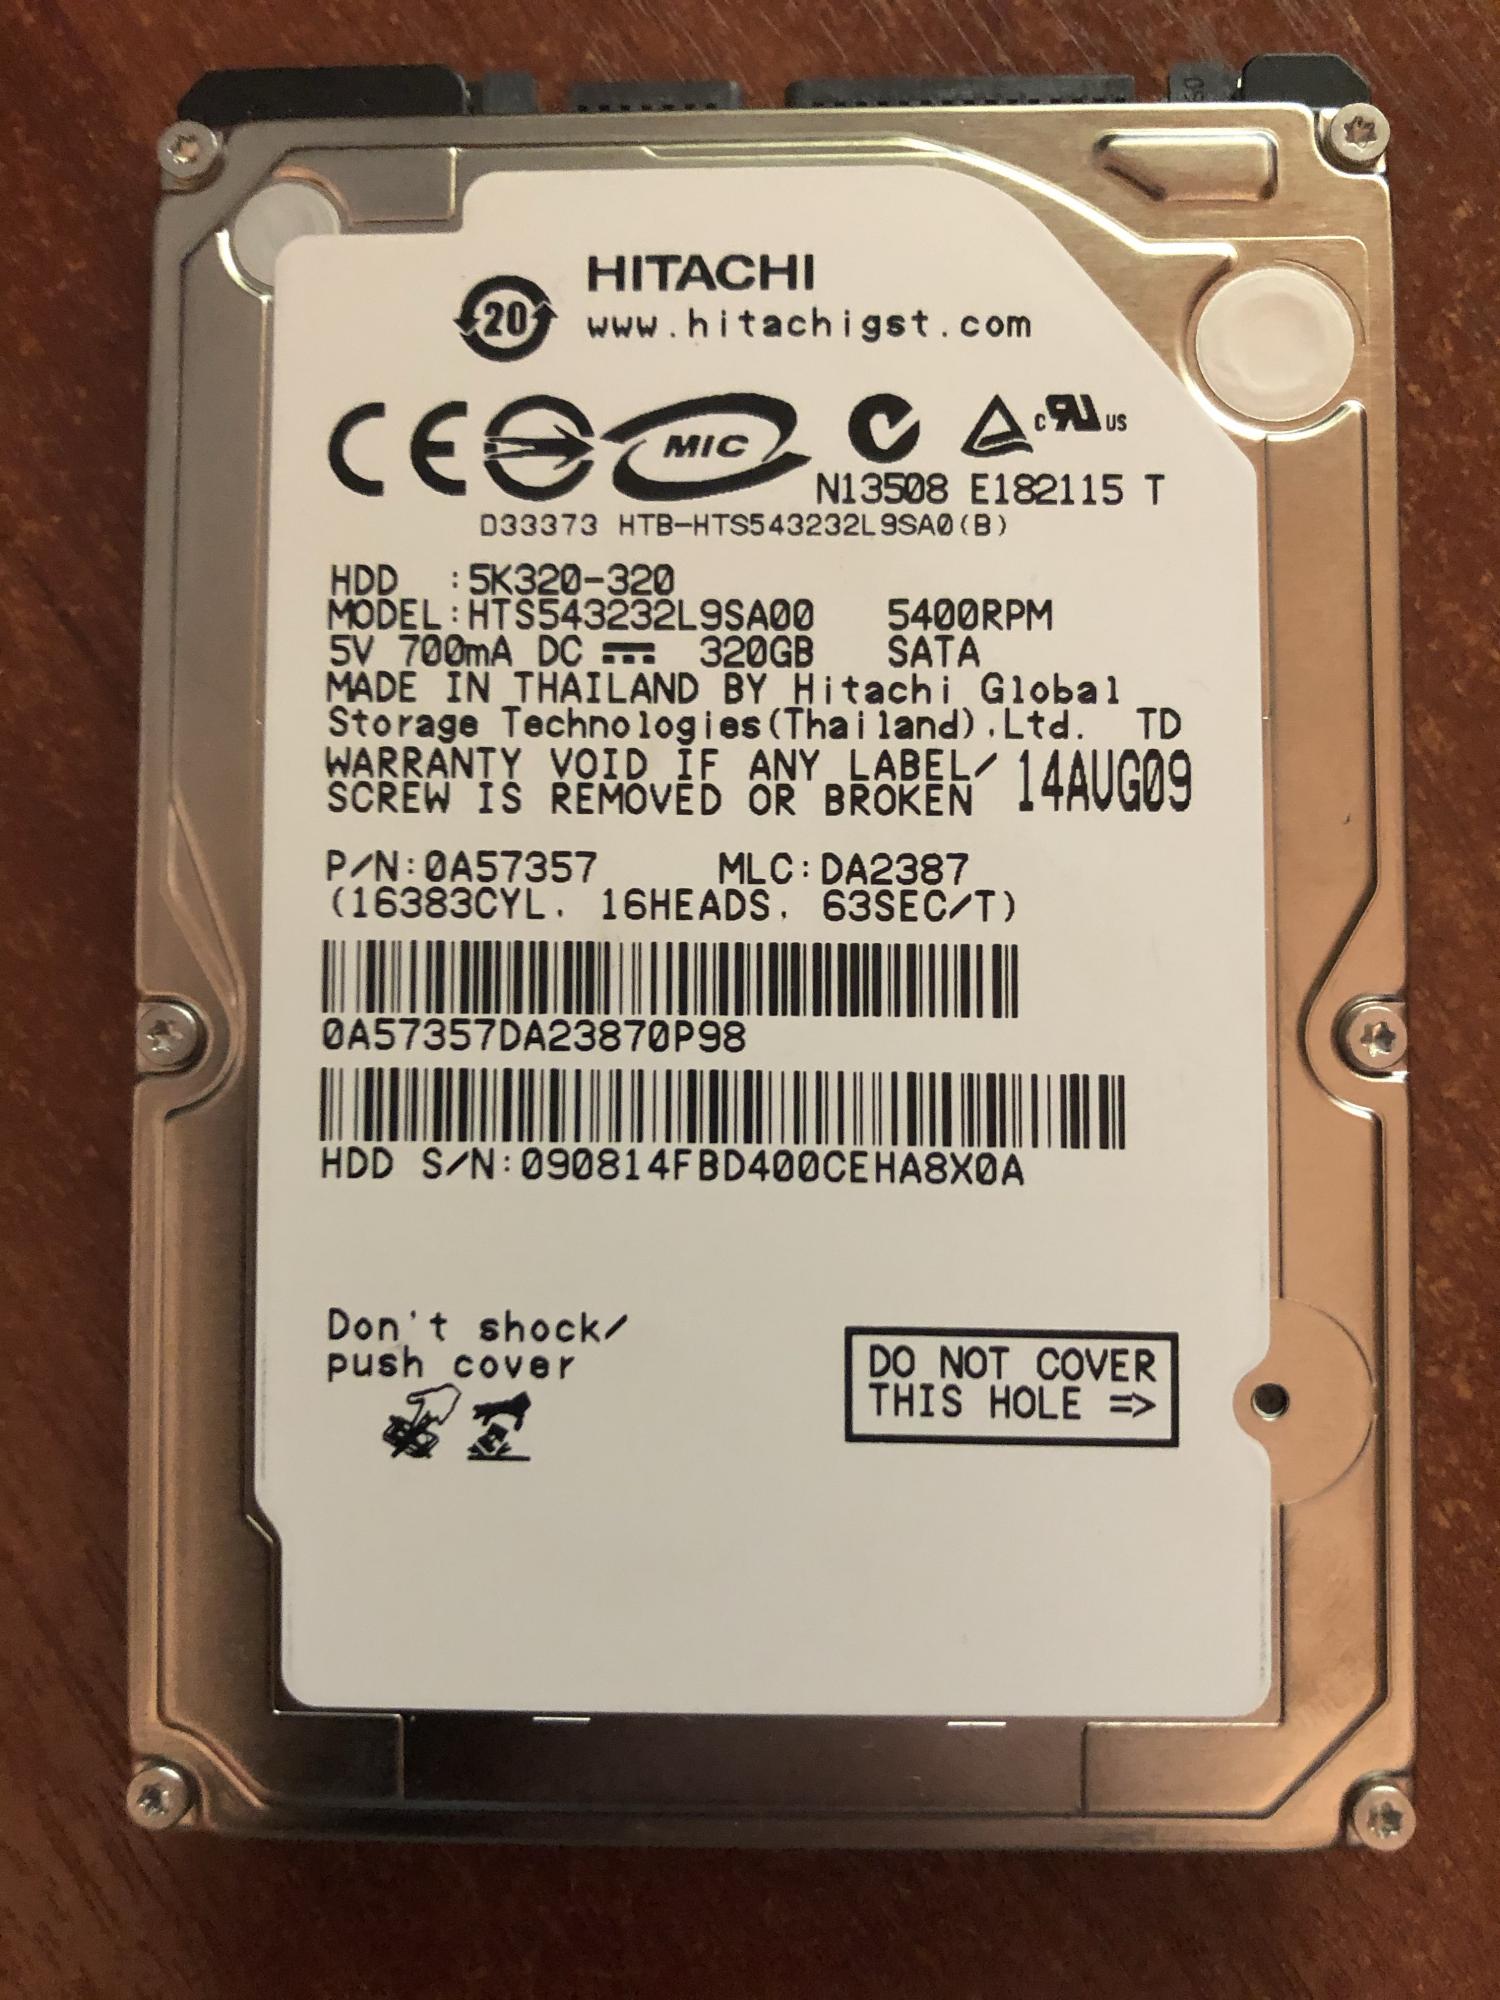 HITACHI
20
www.hitachigst.com
CE MIC c RU us
N13508 E182115 T
D33373 HTB-HTS543232L9SA0(B)
HDD :5K320-320
MODEL:HTS543232L9SA00 5400RPM
5V 700mA DC 320GB SATA
MADE IN THAILAND BY Hitachi Global
Storage Technologies(Thailand),Ltd. TD
WARRANTY VOID IF ANY LABEL/
SCREW IS REMOVED OR BROKEN 14AUG09
P/N:0A57357 MLC:DA2387
(16383CYL. 16HEADS. 63SEC/T)
0A57357DA23870P98
HDD S/N:090814FBD400CEHA8X0A
Don't shock/
push cover
DO NOT COVER
THIS HOLE =>